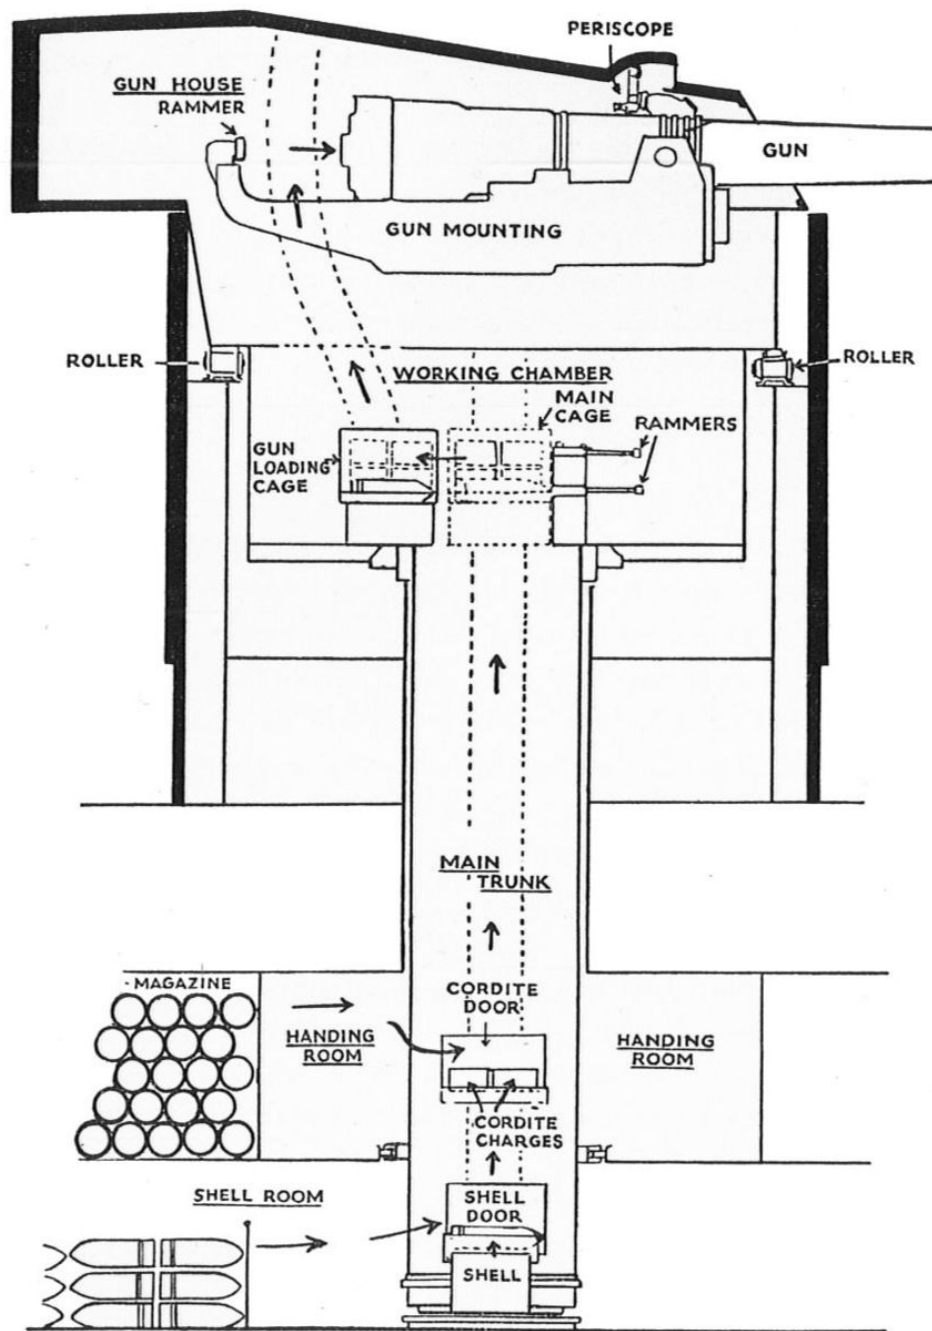 PERISCOPE
GUN HOUSE
RAMMER
GUN
GUN MOUNTING
ROLLER
ROLLER
WORKING CHAMBER
MAIN
CAGE
RAMMERS
GUN
LOADING
CAGE
MAIN
TRUNK
MAGAZINE
CORDITE
DOOR
HANDING
ROOM
HANDING
ROOM
CORDITE
CHARGES
SHELL ROOM
SHELL
DOOR
SHELL